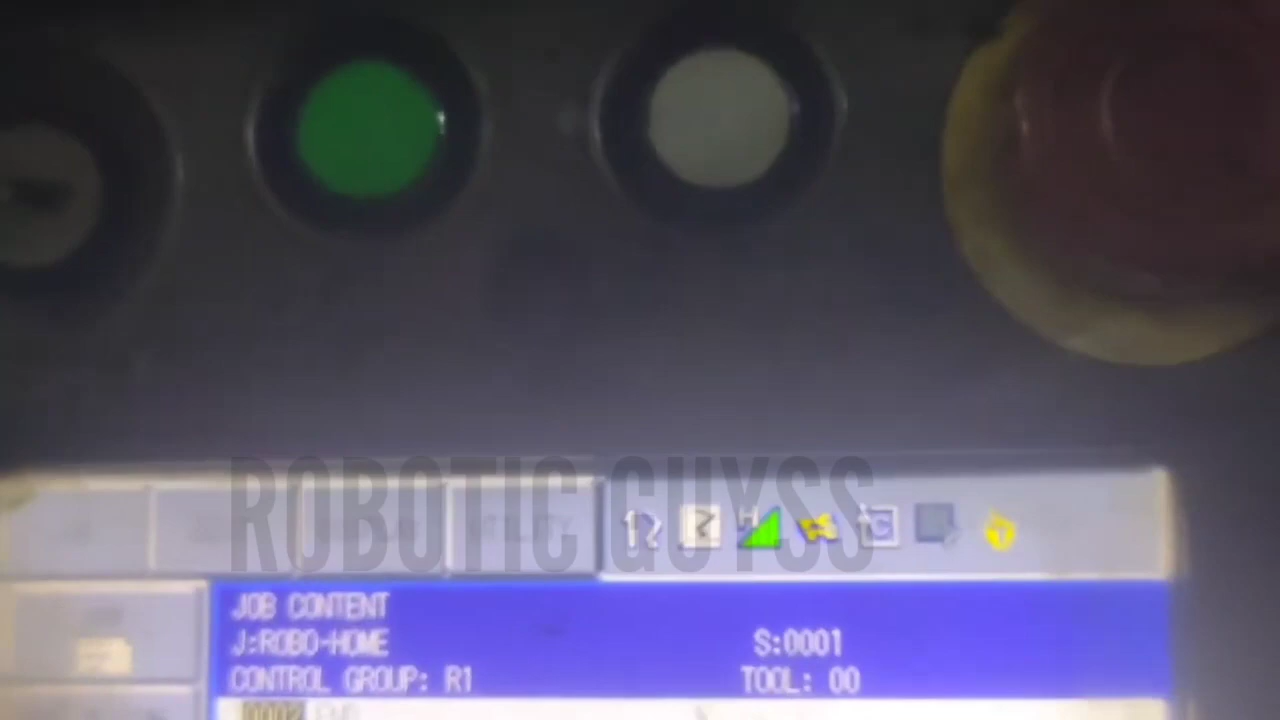 ROBOTIC GUYSS
JOB CONTENT
J:ROBO-HOME S:0001
CONTROL GROUP: R1 TOOL: 00